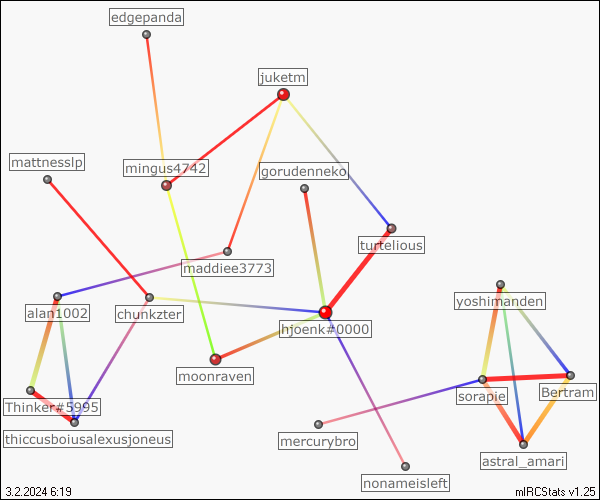 edgepanda
juketm
mattnesslp
mingus4742
gorudenneko
turtelious
maddiee3773
yoshimanden
alan1002
chunkzter
hjoenk#0000
moonraven
Thinker#5995
sorapie
Bertram
thiccusboiusalexusjoneus
mercurybro
astral_amari
nonameisleft
3.2.2024 6:19
mIRCStats v1.25